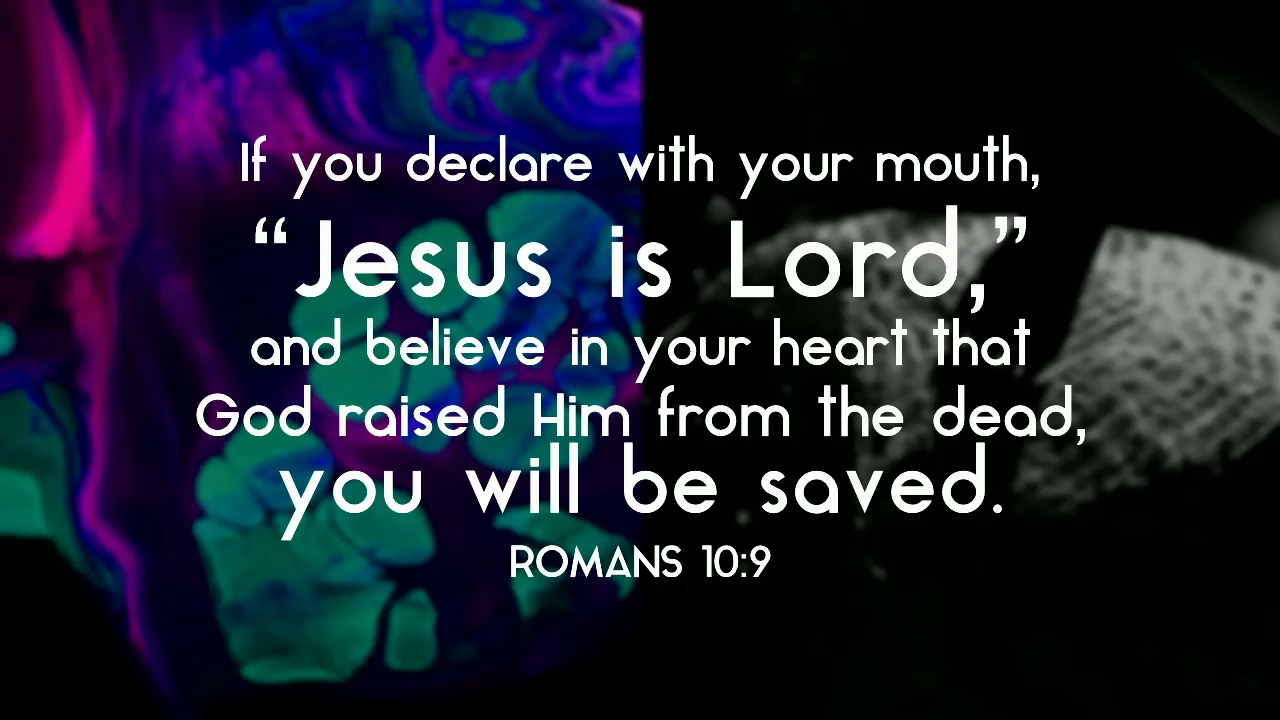 If you declare with your mouth,
“Jesus is Lord,”
and believe in your heart that
God raised Him from the dead,
you will be saved.
ROMANS 10:9